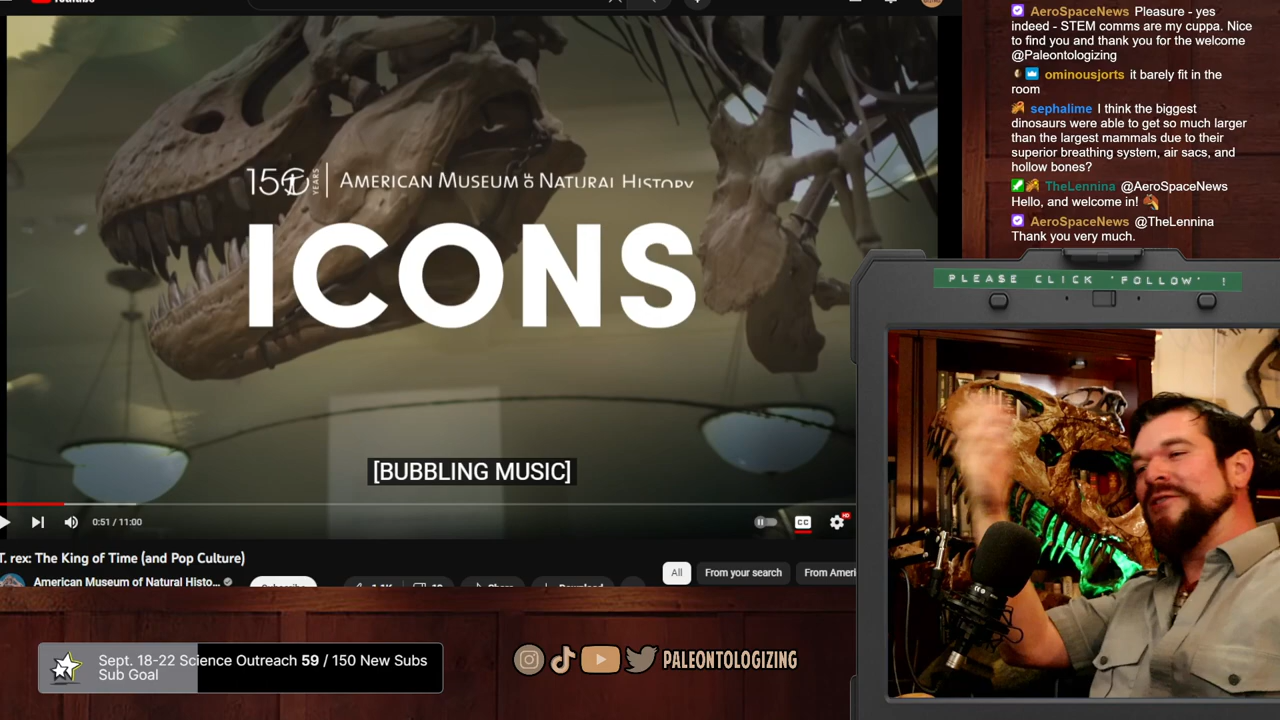 150 YEARS | AMERICAN MUSEUM OF NATURAL HISTORY
ICONS
[BUBBLING MUSIC]
0:51 / 11:00
CC
HD
T. rex: The King of Time (and Pop Culture)
American Museum of Natural Histo...
Subscribe
Share
Download
All
From your search
From Ameri
AeroSpaceNews Pleasure - yes
indeed - STEM comms are my cuppa. Nice
to find you and thank you for the welcome
@Paleontologizing
ominousjorts it barely fit in the
room
sephalime I think the biggest
dinosaurs were able to get so much larger
than the largest mammals due to their
superior breathing system, air sacs, and
hollow bones?
TheLennina @AeroSpaceNews
Hello, and welcome in!
AeroSpaceNews @TheLennina
Thank you very much.
PLEASE CLICK 'FOLLOW' !
Sept. 18-22 Science Outreach 59 / 150 New Subs
Sub Goal
PALEONTOLOGIZING